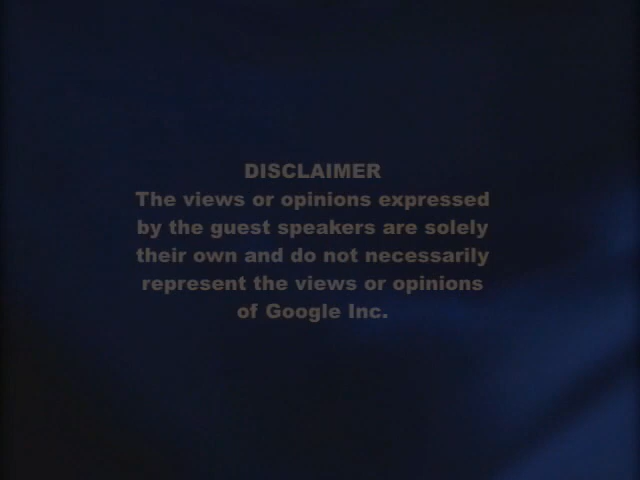 DISCLAIMER
The views or opinions expressed
by the guest speakers are solely
their own and do not necessarily
represent the views or opinions
of Google Inc.